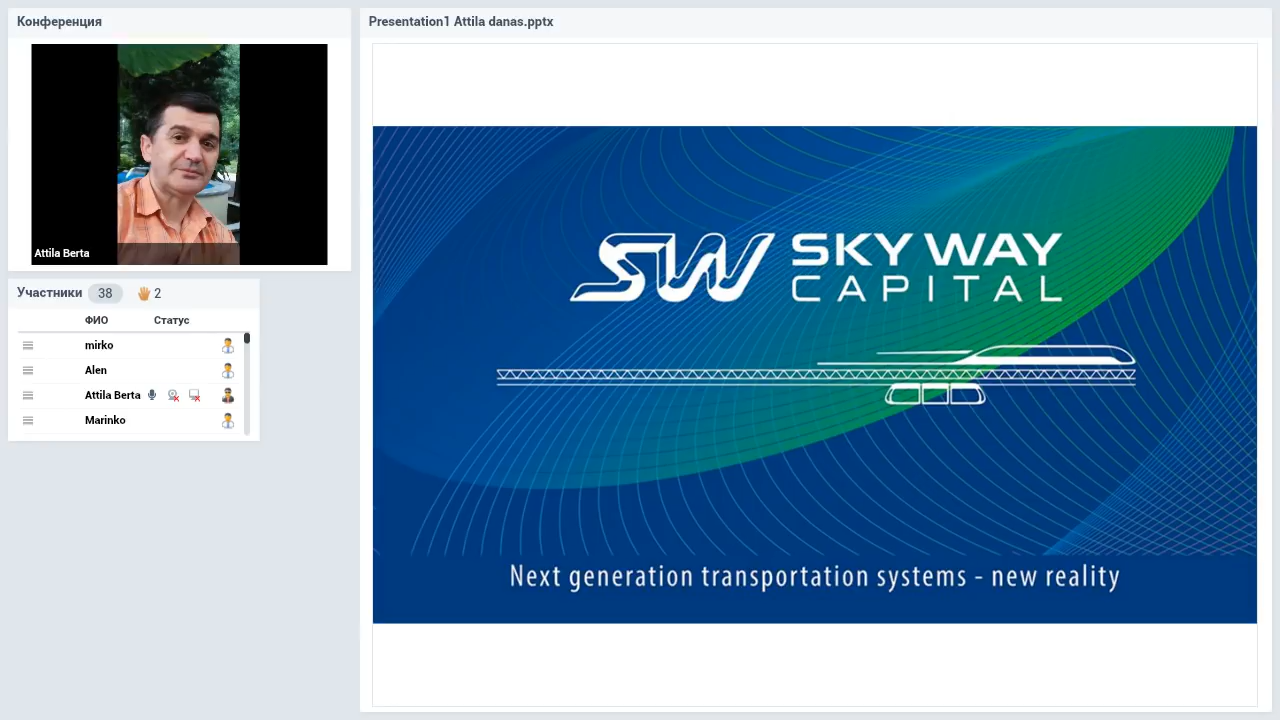 Конференция
Attila Berta
Участники 38 2
ФИО Статус
mirko
Alen
Attila Berta
Marinko
Presentation1 Attila danas.pptx
SW SKY WAY
CAPITAL
Next generation transportation systems - new reality